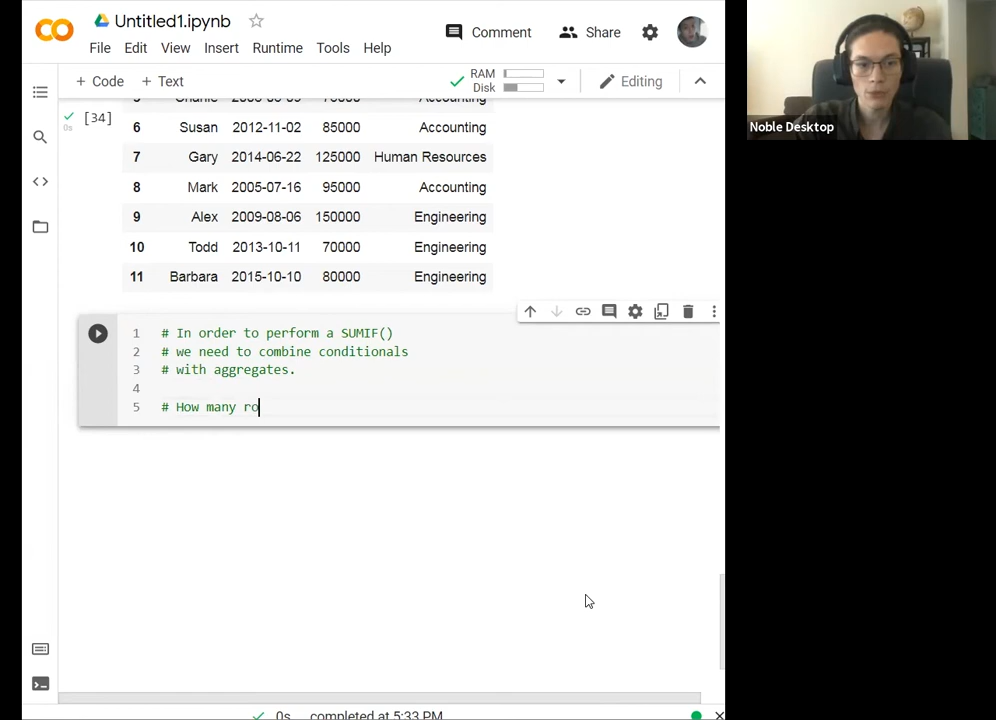 Untitled1.ipynb
Comment
Share
File Edit View Insert Runtime Tools Help
+ Code + Text
RAM
Disk
Editing
[34]
0s
6 Susan 2012-11-02 85000 Accounting
7 Gary 2014-06-22 125000 Human Resources
8 Mark 2005-07-16 95000 Accounting
9 Alex 2009-08-06 150000 Engineering
10 Todd 2013-10-11 70000 Engineering
11 Barbara 2015-10-10 80000 Engineering
1 # In order to perform a SUMIF()
2 # we need to combine conditionals
3 # with aggregates.
4
5 # How many ro
0s completed at 5:33 PM
Noble Desktop